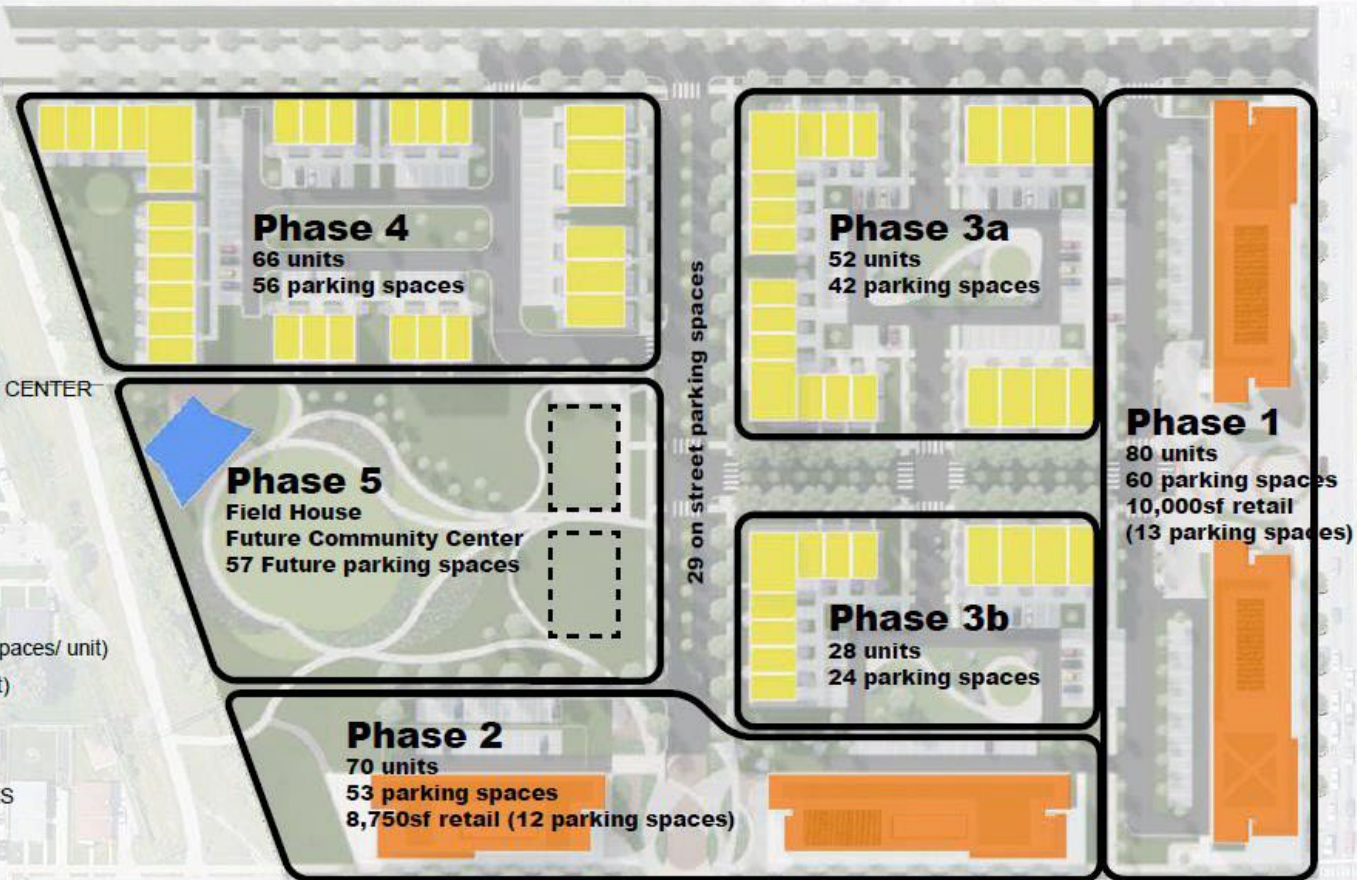 Phase 4
66 units
56 parking spaces
Phase 3a
52 units
42 parking spaces
29 on street parking spaces
CENTER
Phase 1
80 units
60 parking spaces
10,000sf retail
(13 parking spaces)
Phase 5
Field House
Future Community Center
57 Future parking spaces
Phase 3b
28 units
24 parking spaces
paces/ unit)
t)
Phase 2
70 units
53 parking spaces
8,750sf retail (12 parking spaces)
S